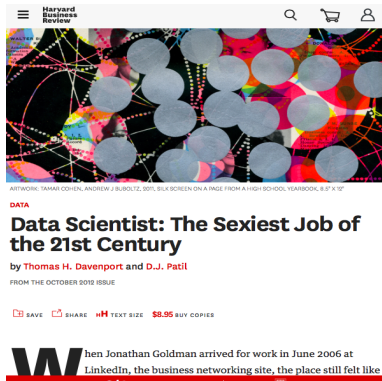 Harvard
Business
Review
ARTWORK: TAMAR COHEN, ANDREW J BUBOLTZ, 2011, SILK SCREEN ON A PAGE FROM A HIGH SCHOOL YEARBOOK, 8.5" X 12"
DATA
Data Scientist: The Sexiest Job of
the 21st Century
by Thomas H. Davenport and D.J. Patil
FROM THE OCTOBER 2012 ISSUE
SAVE SHARE TEXT SIZE $8.95 BUY COPIES
When Jonathan Goldman arrived for work in June 2006 at
LinkedIn, the business networking site, the place still felt like